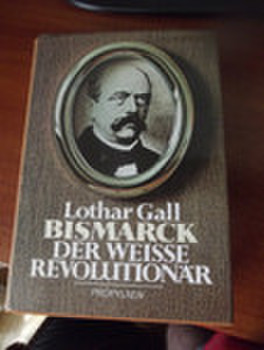 Lothar Gall
BISMARCK
DER WEISSE
REVOLUTIONÄR
PROPYLÄEN